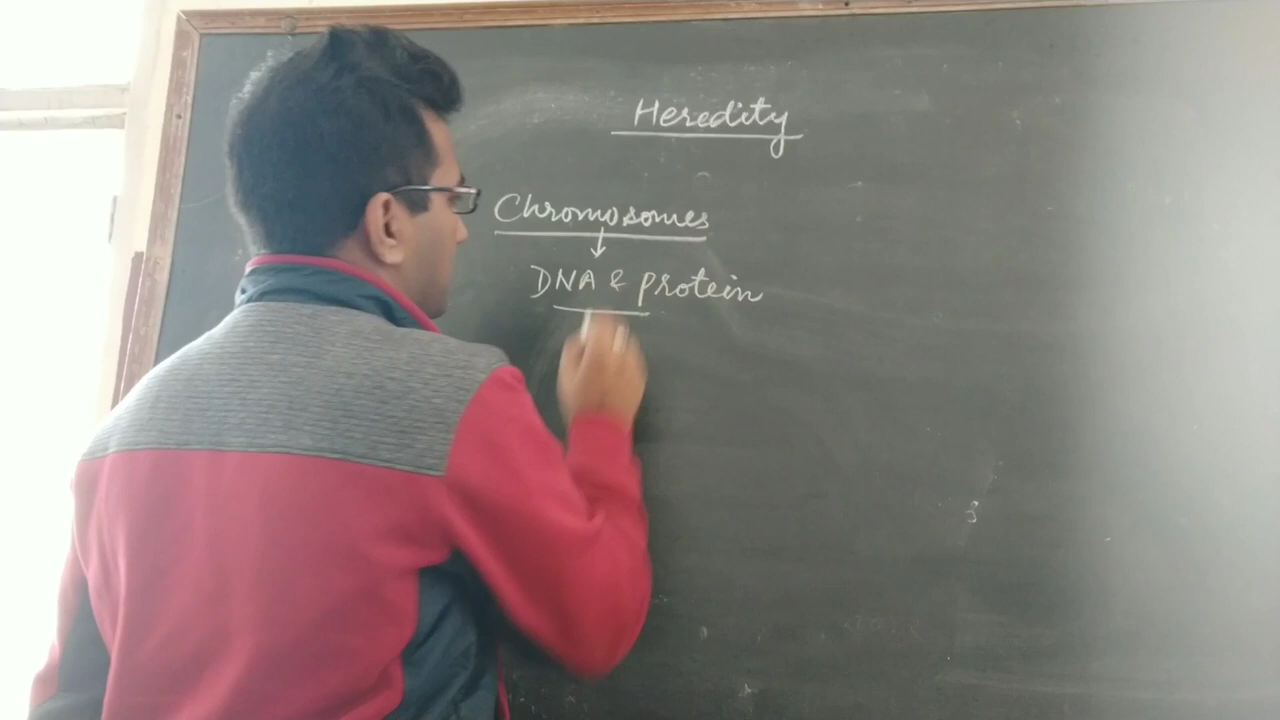 Heredity
Chromosomes
↓
DNA & protein